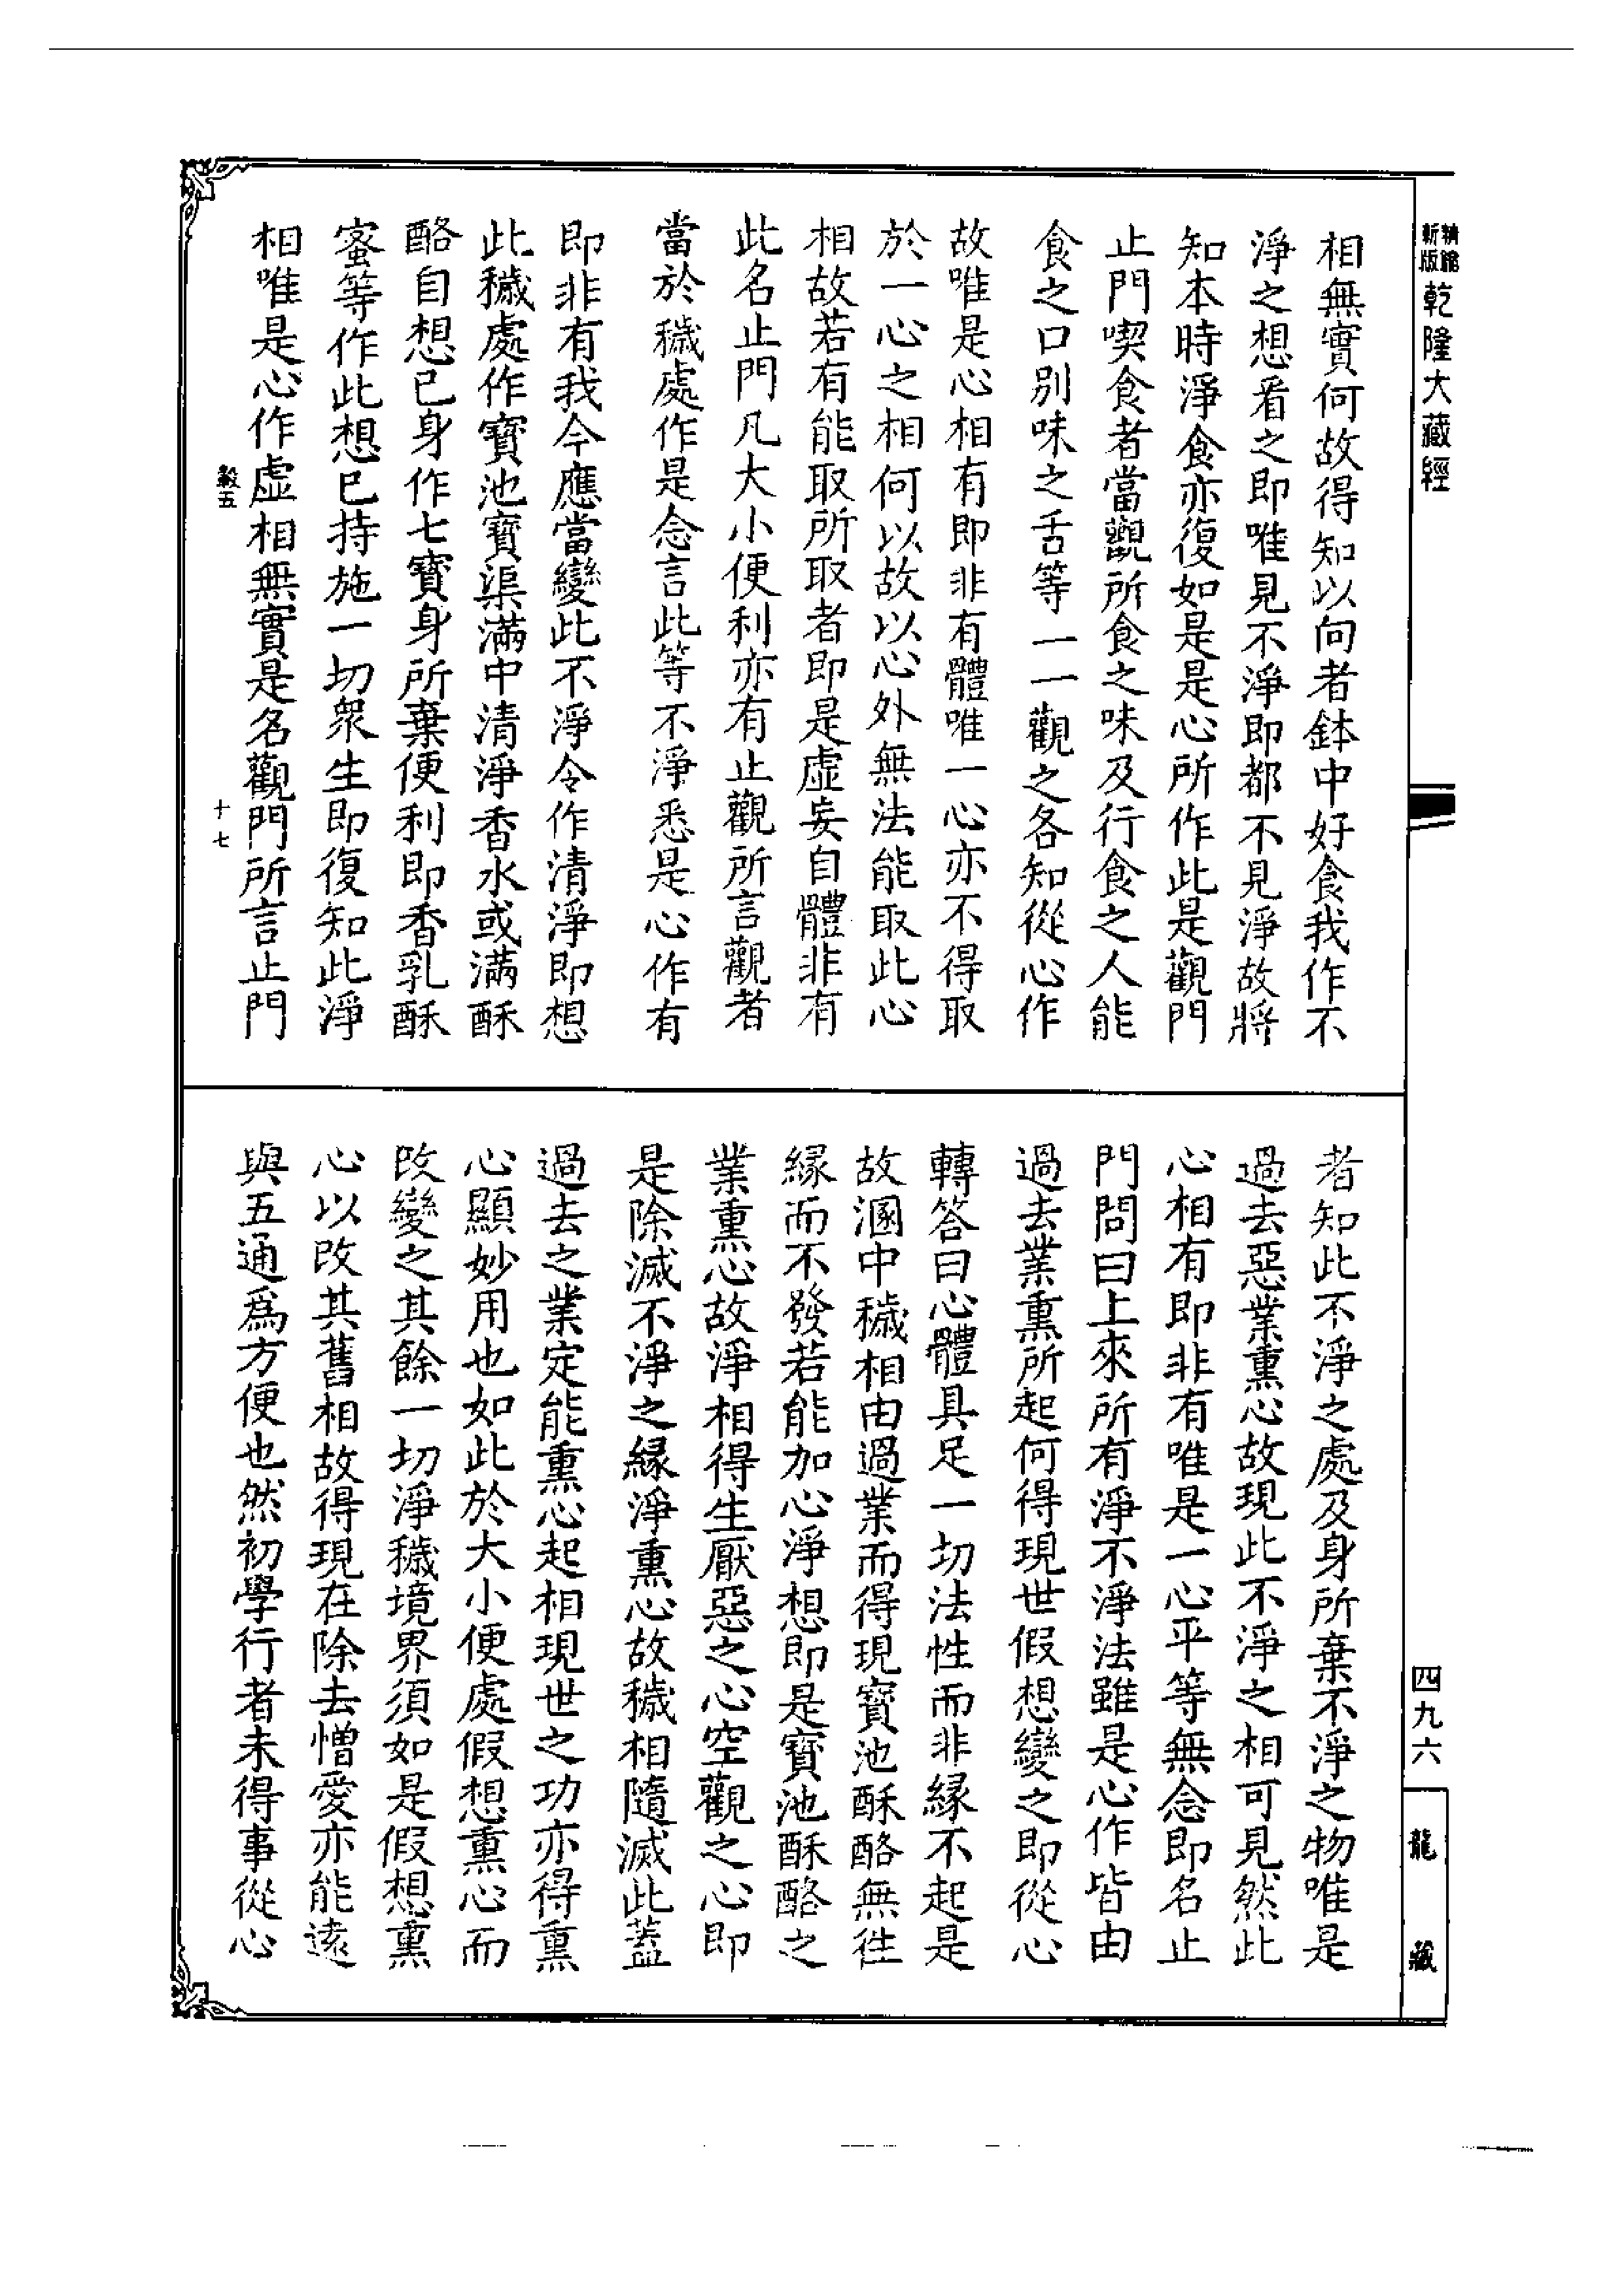 新版精縮乾隆大藏經
相無實何故得知以向者鉢中好食我作不
淨之想看之即唯見不淨即都不見淨故將
知本時淨食亦復如是是心所作此是觀門
止門喫食者當觀所食之味及行食之人能
食之口別味之舌等一一觀之各知從心作
故唯是心相有即非有體唯一心亦不得取
於一心之相何以故以心外無法能取此心
相故若有能取所取者即是虛妄自體非有
此名止門凡大小便利亦有止觀所言觀者
當於穢處作是念言此等不淨悉是心作有
即非有我今應當變此不淨令作清淨即想
此穢處作寶池寶渠滿中清淨香水或滿酥
酪自想已身作七寶身所棄便利即香乳酥
蜜等作此想已持施一切眾生即復知此淨
相唯是心作虛相無實是名觀門所言止門
穀五
十七
者知此不淨之處及身所棄不淨之物唯是
過去惡業熏心故現此不淨之相可見然此
心相有即非有唯是一心平等無念即名止
門問曰上來所有淨不淨法雖是心作皆由
過去業熏所起何得現世假想變之即從心
轉答曰心體具足一切法性而非緣不起是
故溷中穢相由過業而得現寶池酥酪無徃
緣而不發若能加心淨想即是寶池酥酪之
業熏心故淨相得生厭惡之心空觀之心即
是除滅不淨之緣淨熏心故穢相隨滅此蓋
過去之業定能熏心起相現世之功亦得熏
心顯妙用也如此於大小便處假想熏心而
改變之其餘一切淨穢境界須如是假想熏
心以改其舊相故得現在除去憎愛亦能遠
與五通為方便也然初學行者未得事從心
四九六
龍藏